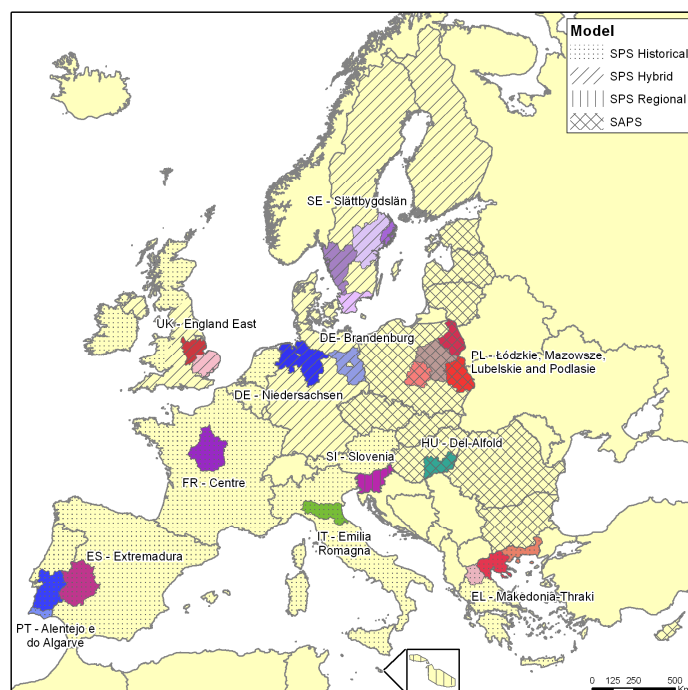 Model
SPS Historical
SPS Hybrid
SPS Regional
SAPS
SE - Slättbygdslän
UK - England East
DE- Brandenburg
PL - Łódzkie, Mazowsze,
Lubelskie and Podlasie
DE - Niedersachsen
HU - Del-Alfold
SI - Slovenia
FR - Centre
IT - Emilia
Romagna
ES - Extremadura
EL - Makedonia-Thraki
PT - Alentejo e
do Algarve
0 125 250 500